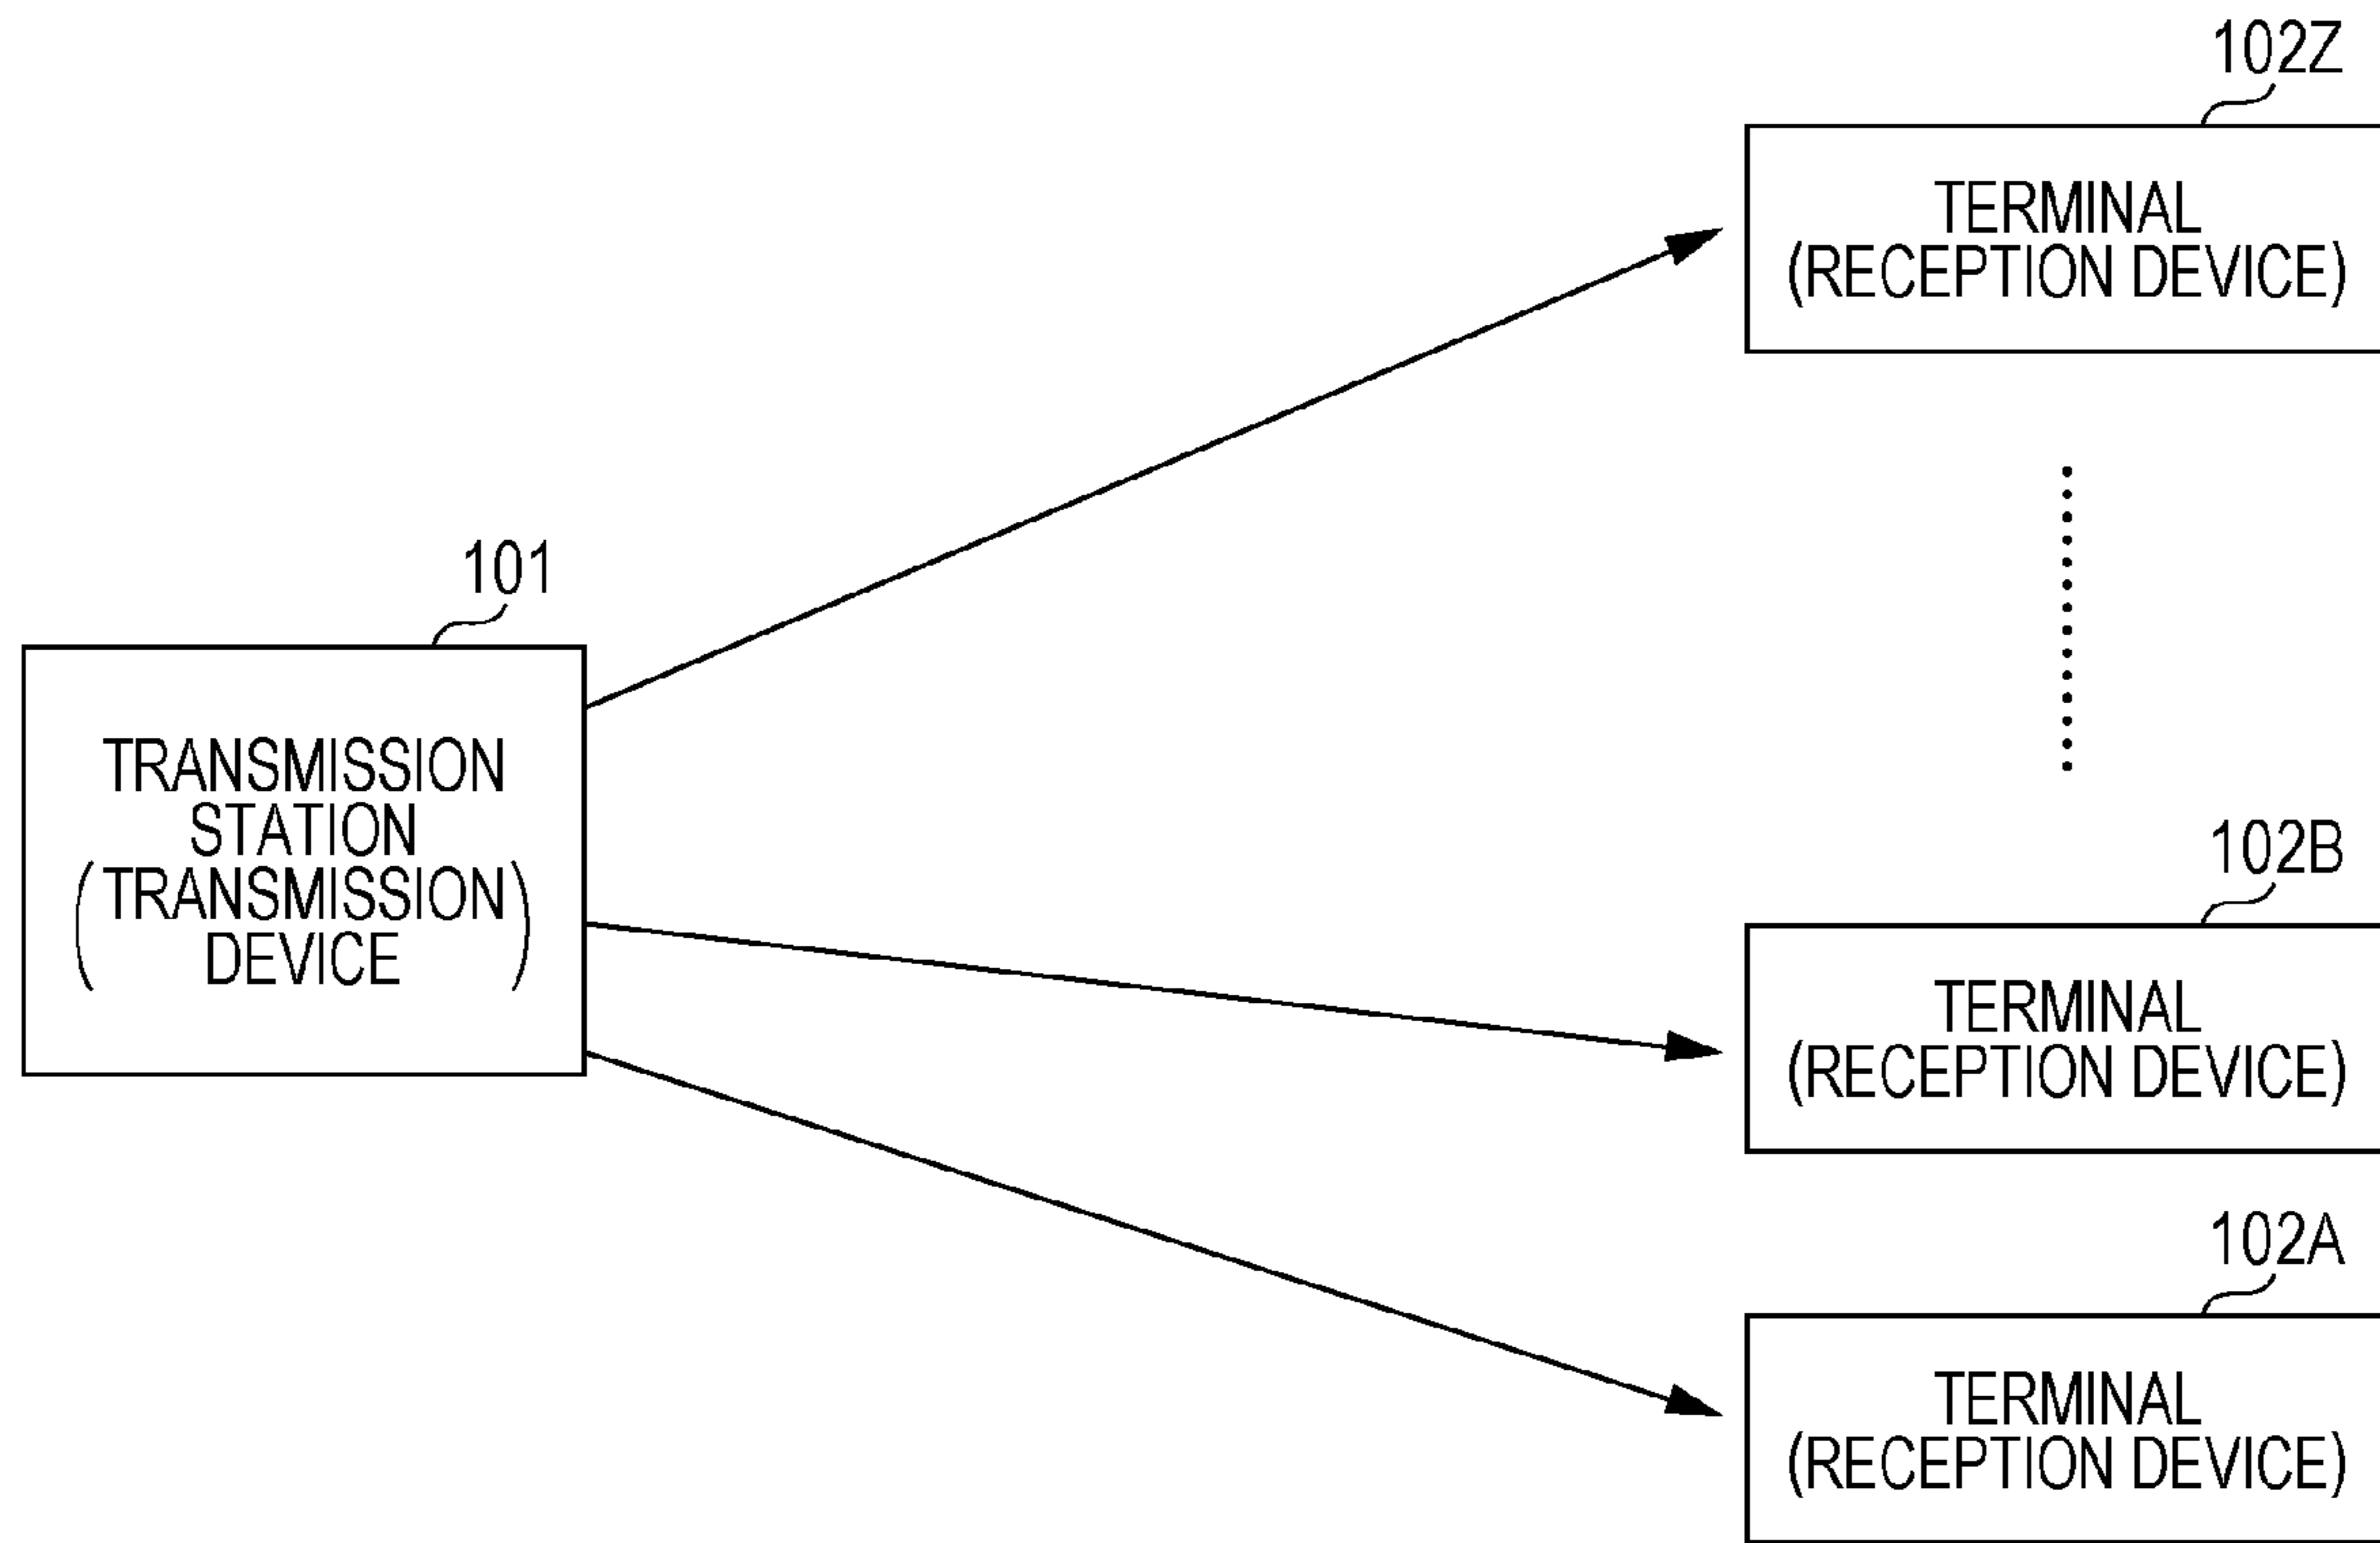 102Z
TERMINAL
(RECEPTION DEVICE)
101
TRANSMISSION
STATION
(TRANSMISSION
DEVICE)
102B
TERMINAL
(RECEPTION DEVICE)
102A
TERMINAL
(RECEPTION DEVICE)